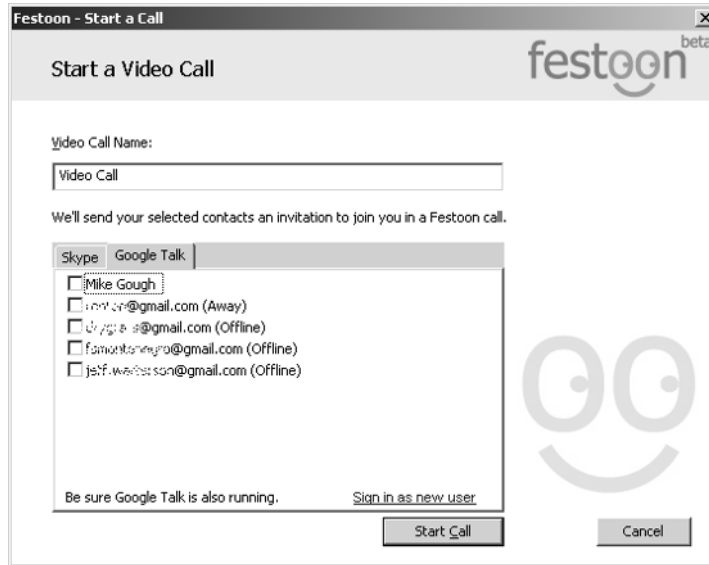 Festoon - Start a Call
Start a Video Call
festoon beta
Video Call Name:
Video Call
We'll send your selected contacts an invitation to join you in a Festoon call.
Skype Google Talk
Mike Gough
@gmail.com (Away)
@gmail.com (Offline)
@gmail.com (Offline)
@gmail.com (Offline)
Be sure Google Talk is also running. Sign in as new user
Start Call Cancel